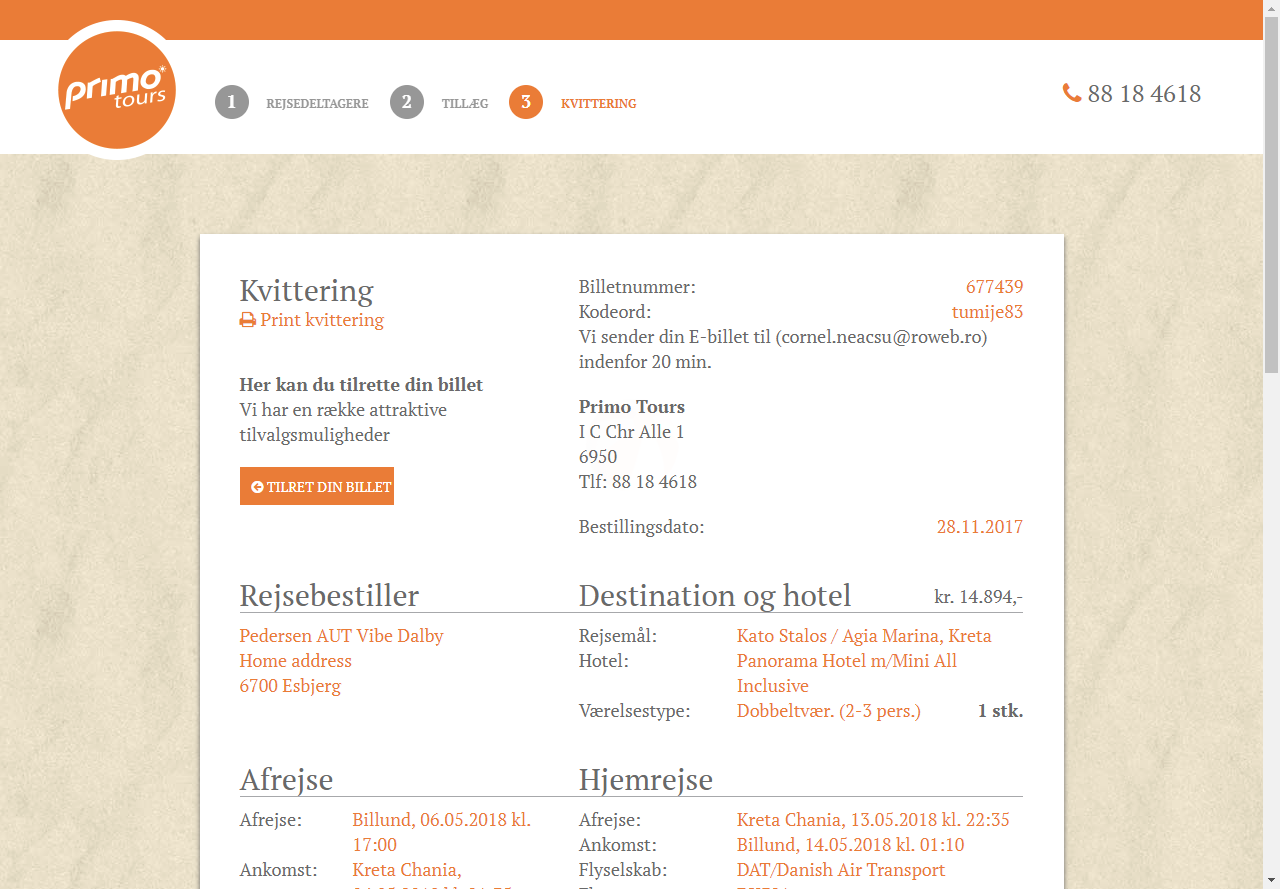 primo tours
1 REJSEDELTAGERE 2 TILLÆG 3 KVITTERING
88 18 4618
Kvittering
Print kvittering
Her kan du tilrette din billet
Vi har en række attraktive
tilvalgsmuligheder
TILRET DIN BILLET
Billetnummer: 677439
Kodeord: tumije83
Vi sender din E-billet til (cornel.neacsu@roweb.ro)
indenfor 20 min.
Primo Tours
I C Chr Alle 1
6950
Tlf: 88 18 4618
Bestillingsdato: 28.11.2017
Rejsebestiller
Pedersen AUT Vibe Dalby
Home address
6700 Esbjerg
Destination og hotel kr. 14.894,-
Rejsemål: Kato Stalos / Agia Marina, Kreta
Hotel: Panorama Hotel m/Mini All
Inclusive
Værelsestype: Dobbeltvær. (2-3 pers.) 1 stk.
Afrejse
Afrejse: Billund, 06.05.2018 kl.
17:00
Ankomst: Kreta Chania,
Hjemrejse
Afrejse: Kreta Chania, 13.05.2018 kl. 22:35
Ankomst: Billund, 14.05.2018 kl. 01:10
Flyselskab: DAT/Danish Air Transport